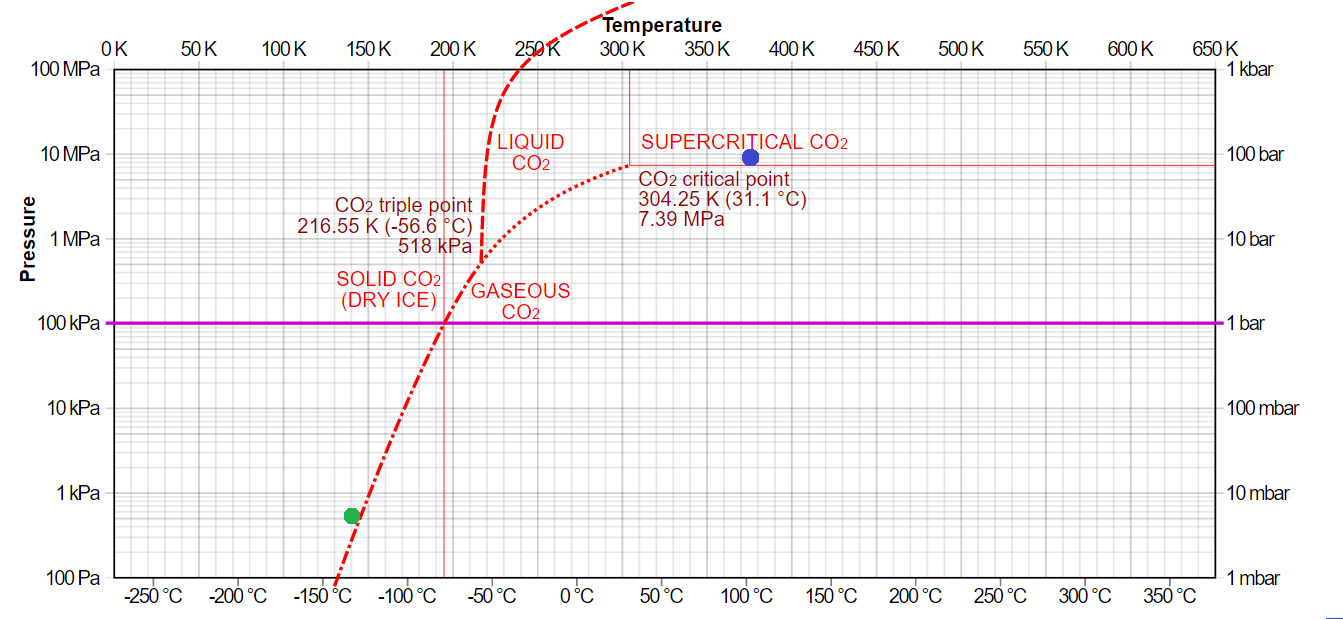 Temperature
0 K 50 K 100 K 150 K 200 K 250 K 300 K 350 K 400 K 450 K 500 K 550 K 600 K 650 K
100 MPa
1 kbar
LIQUID
CO2
SUPERCRITICAL CO2
10 MPa
100 bar
CO2 critical point
304.25 K (31.1 °C)
7.39 MPa
CO2 triple point
216.55 K (-56.6 °C)
518 kPa
Pressure
1 MPa
10 bar
SOLID CO2
(DRY ICE)
GASEOUS
CO2
100 kPa
1 bar
10 kPa
100 mbar
1 kPa
10 mbar
100 Pa
1 mbar
-250 °C -200 °C -150 °C -100 °C -50 °C 0 °C 50 °C 100 °C 150 °C 200 °C 250 °C 300 °C 350 °C